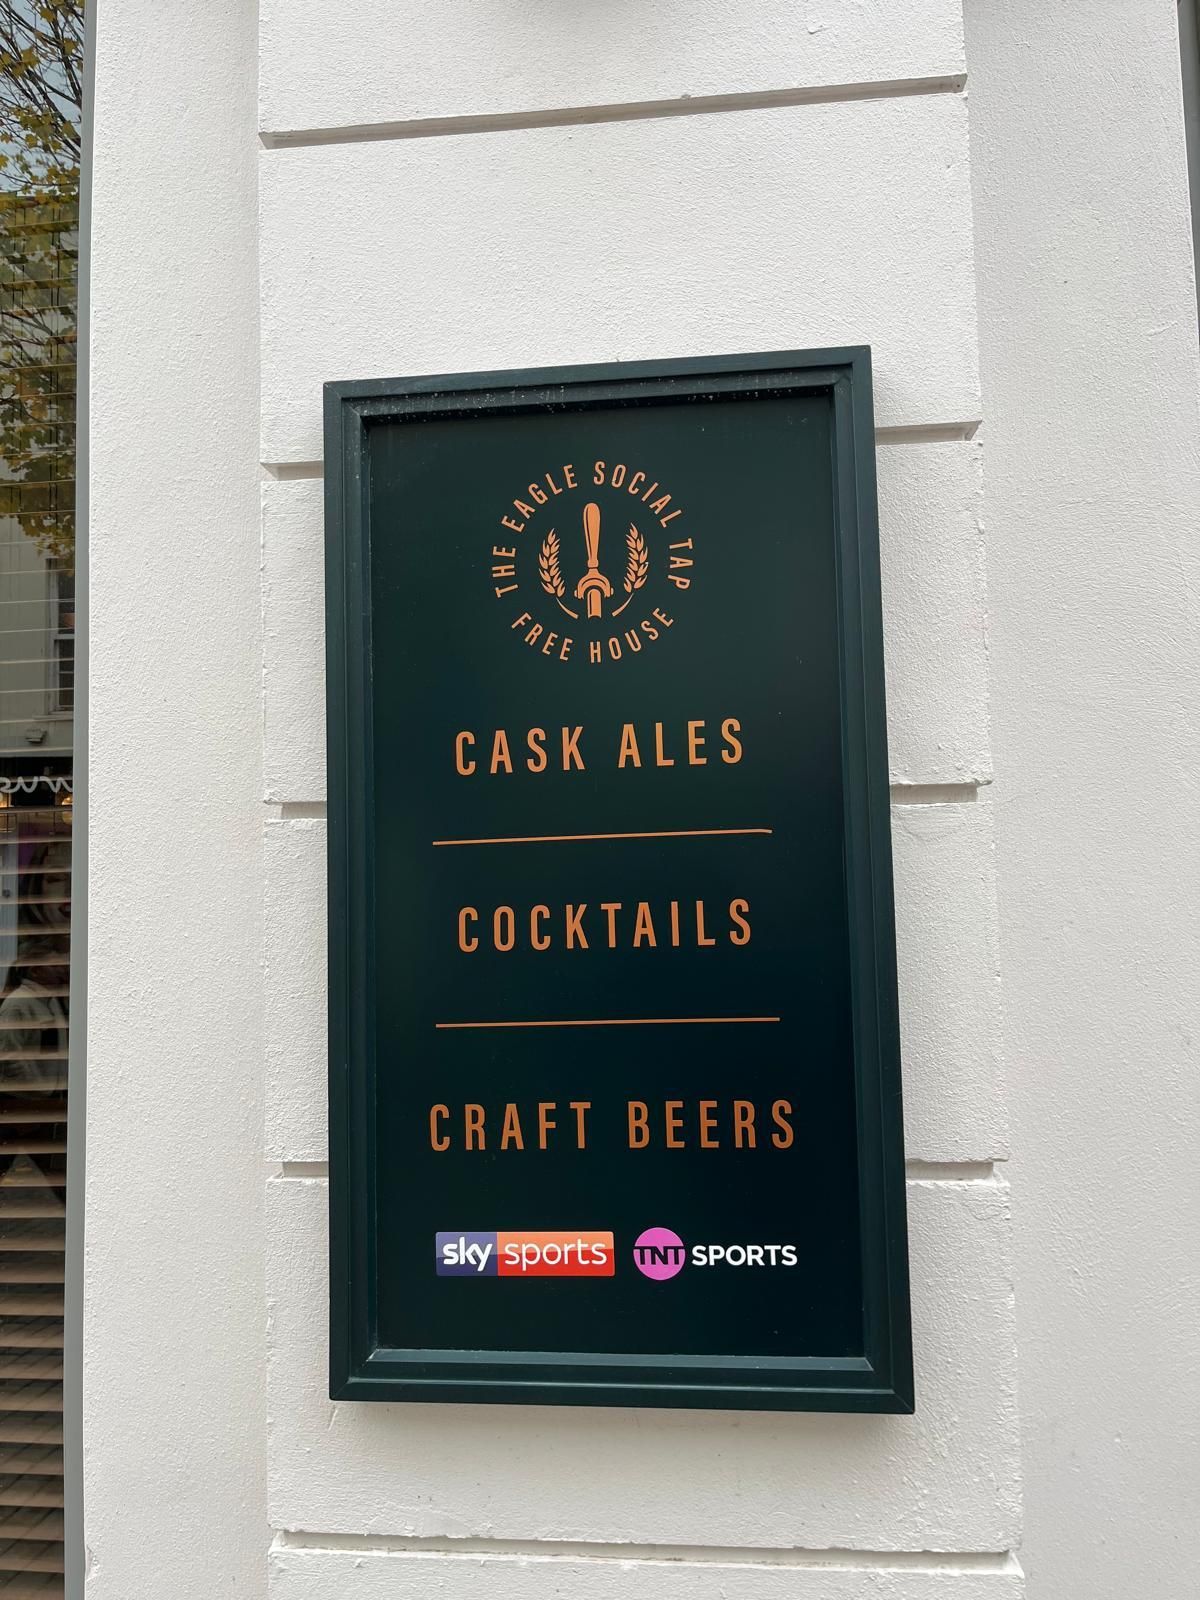 THE EAGLE SOCIAL TAP
FREE HOUSE
CASK ALES
COCKTAILS
CRAFT BEERS
sky sports TNT SPORTS